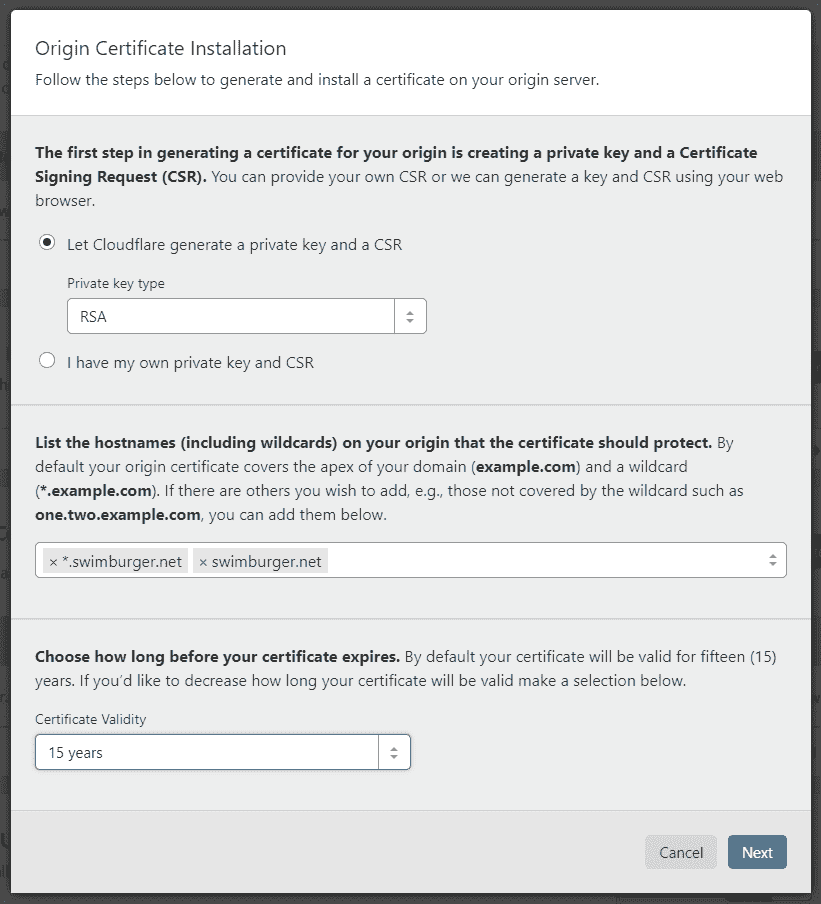 Origin Certificate Installation
Follow the steps below to generate and install a certificate on your origin server.
The first step in generating a certificate for your origin is creating a private key and a Certificate
Signing Request (CSR). You can provide your own CSR or we can generate a key and CSR using your web
browser.
Let Cloudflare generate a private key and a CSR
Private key type
RSA
I have my own private key and CSR
List the hostnames (including wildcards) on your origin that the certificate should protect. By
default your origin certificate covers the apex of your domain (example.com) and a wildcard
(*.example.com). If there are others you wish to add, e.g., those not covered by the wildcard such as
one.two.example.com, you can add them below.
× *.swimburger.net × swimburger.net
Choose how long before your certificate expires. By default your certificate will be valid for fifteen (15)
years. If you'd like to decrease how long your certificate will be valid make a selection below.
Certificate Validity
15 years
Cancel Next